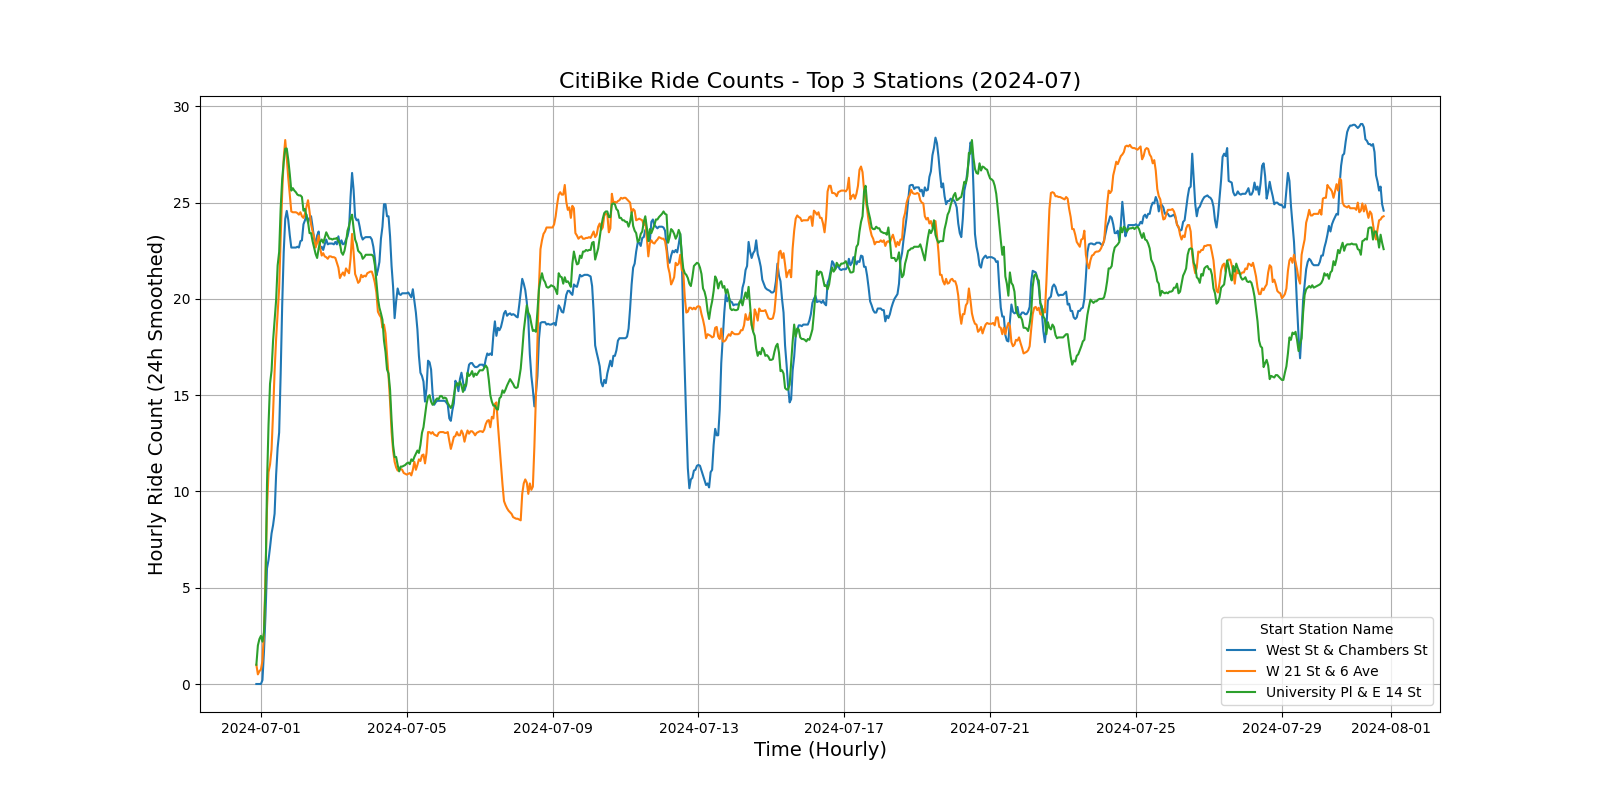 CitiBike Ride Counts - Top 3 Stations (2024-07)
Hourly Ride Count (24h Smoothed)
30
25
20
15
10
5
0
Start Station Name
West St & Chambers St
W 21 St & 6 Ave
University Pl & E 14 St
2024-07-01 2024-07-05 2024-07-09 2024-07-13 2024-07-17 2024-07-21 2024-07-25 2024-07-29 2024-08-01
Time (Hourly)